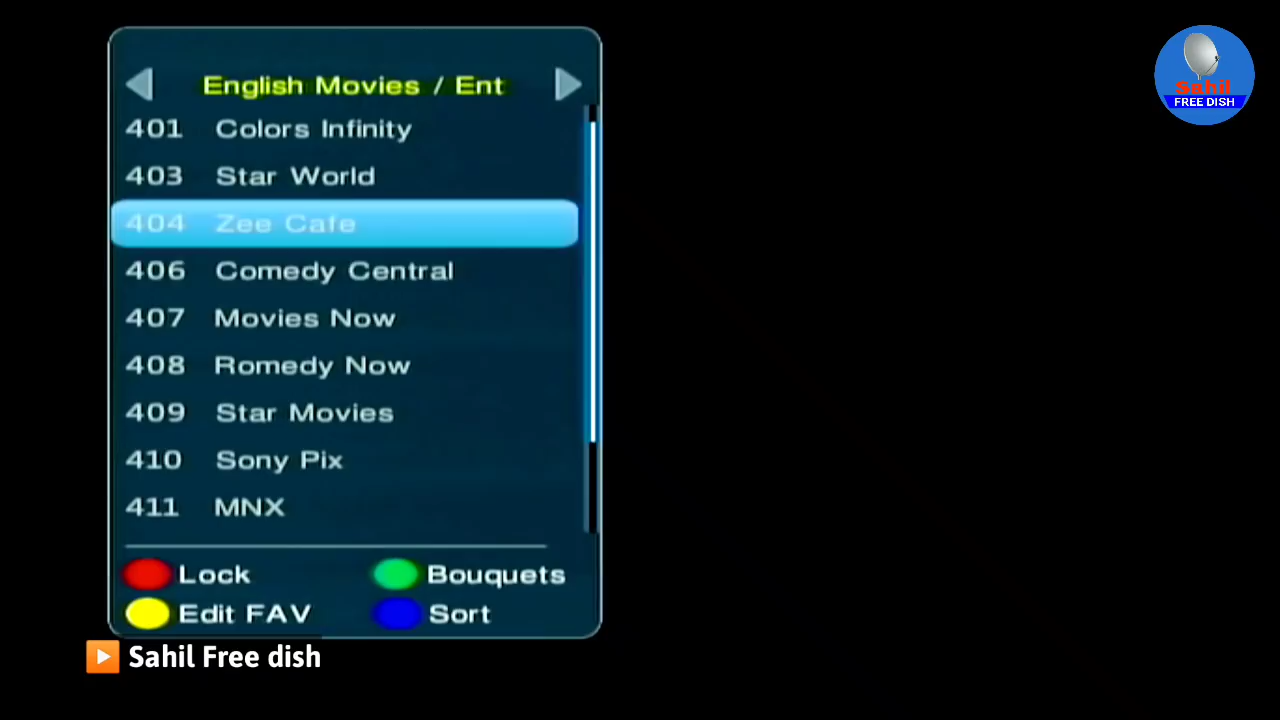 English Movies / Ent
401 Colors Infinity
403 Star World
404 Zee Cafe
406 Comedy Central
407 Movies Now
408 Romedy Now
409 Star Movies
410 Sony Pix
411 MNX
Lock Bouquets
Edit FAV Sort
Sahil Free dish
Sahil
FREE DISH